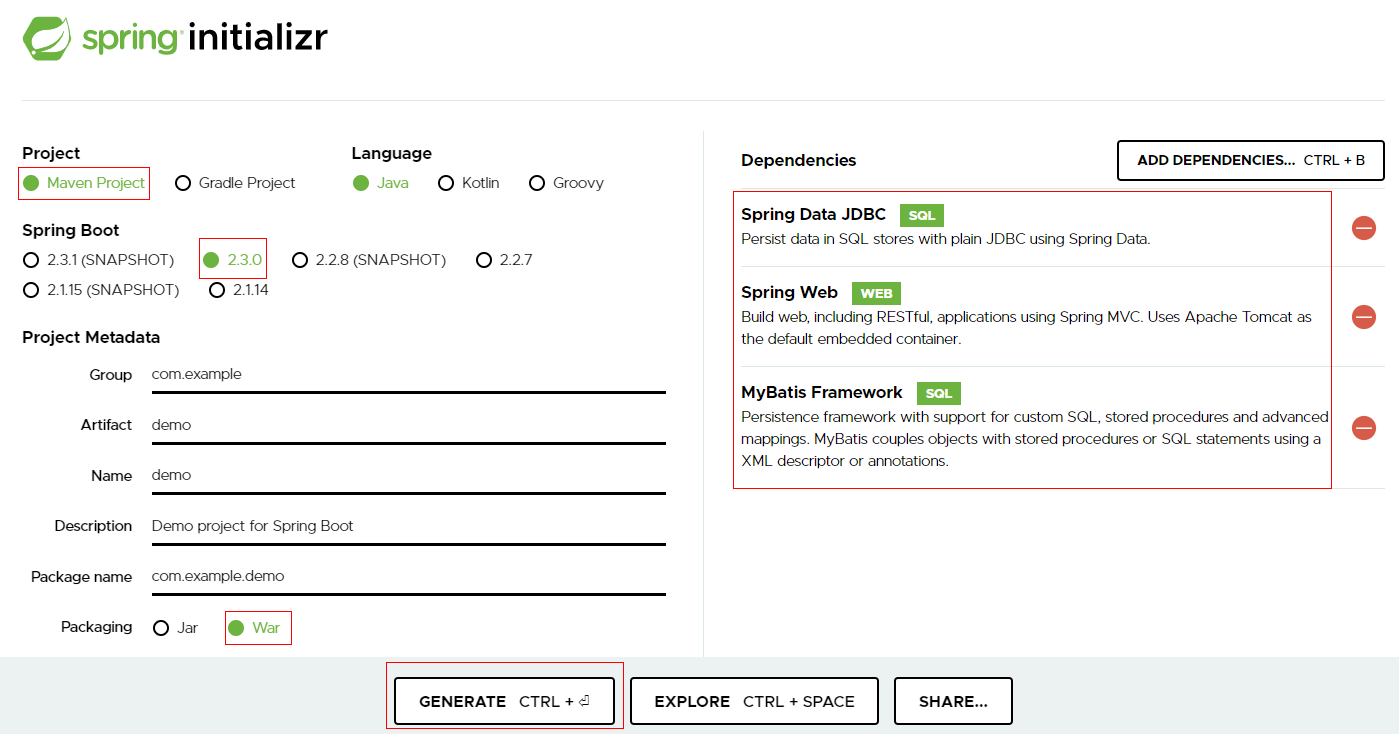 spring initializr
Project
Maven Project Gradle Project
Language
Java Kotlin Groovy
Spring Boot
2.3.1 (SNAPSHOT) 2.3.0 2.2.8 (SNAPSHOT) 2.2.7
2.1.15 (SNAPSHOT) 2.1.14
Project Metadata
Group com.example
Artifact demo
Name demo
Description Demo project for Spring Boot
Package name com.example.demo
Packaging Jar War
Dependencies
ADD DEPENDENCIES... CTRL + B
Spring Data JDBC SQL
Persist data in SQL stores with plain JDBC using Spring Data.
Spring Web WEB
Build web, including RESTful, applications using Spring MVC. Uses Apache Tomcat as
the default embedded container.
MyBatis Framework SQL
Persistence framework with support for custom SQL, stored procedures and advanced
mappings. MyBatis couples objects with stored procedures or SQL statements using a
XML descriptor or annotations.
GENERATE CTRL + ⏎
EXPLORE CTRL + SPACE
SHARE...